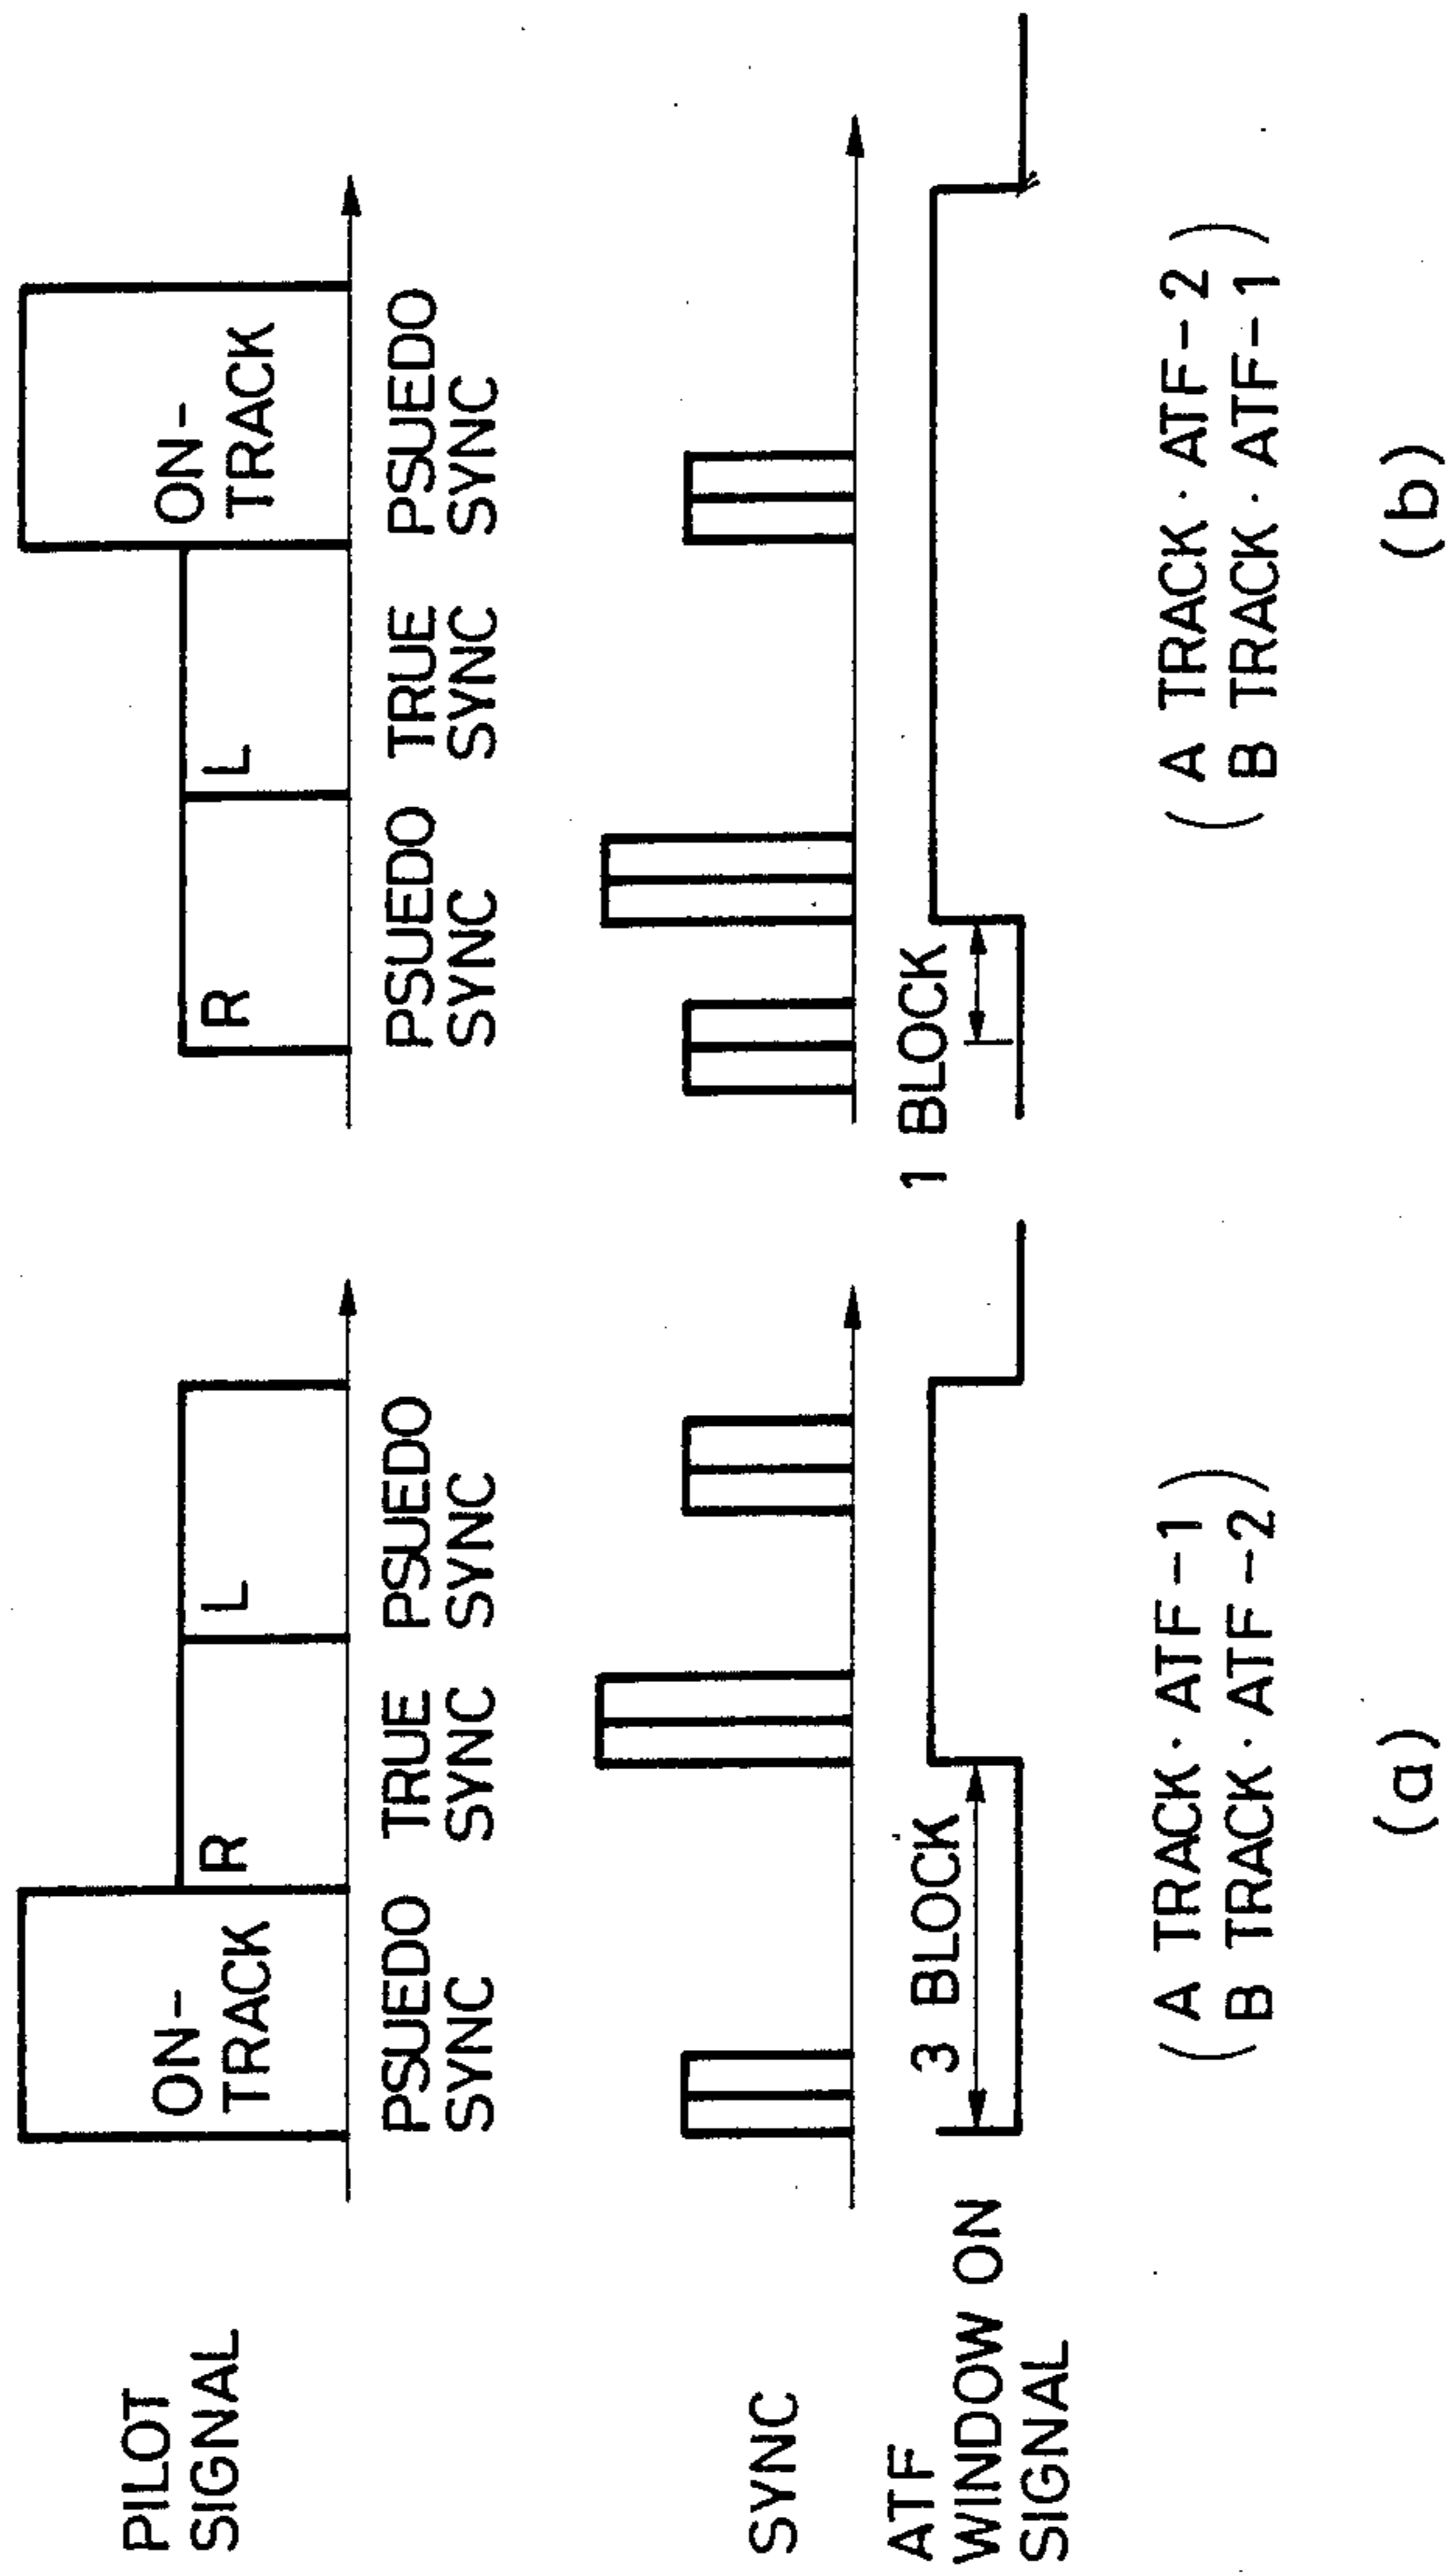 PILOT
SIGNAL
ON-
TRACK
R
L
R
L
ON-
TRACK
PSUEDO TRUE PSUEDO
SYNC SYNC SYNC
PSUEDO TRUE PSUEDO
SYNC SYNC SYNC
SYNC
ATF
WINDOW ON
SIGNAL
3 BLOCK
1 BLOCK
( A TRACK · ATF-1 )
( B TRACK · ATF-2 )
( A TRACK · ATF-2 )
( B TRACK · ATF-1 )
(a)
(b)